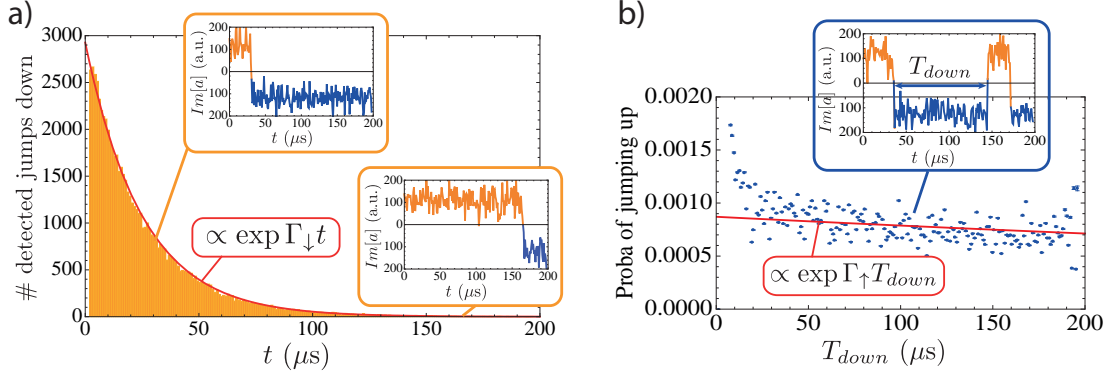 a)
# detected jumps down
3000
2500
2000
1500
1000
500
0
0 50 100 150 200
t (μs)
∝ exp Γ↓t
Im[a] (a.u.)
200
100
0
100
200
0 50 100 150 200
t (μs)
Im[a] (a.u.)
200
100
0
100
200
0 50 100 150 200
t (μs)
b)
Proba of jumping up
0.0020
0.0015
0.0010
0.0005
0.0000
0 50 100 150 200
T_down (μs)
∝ exp Γ↑T_down
Im[a] (a.u.)
200
100
0
100
200
T_down
0 50 100 150 200
t (μs)